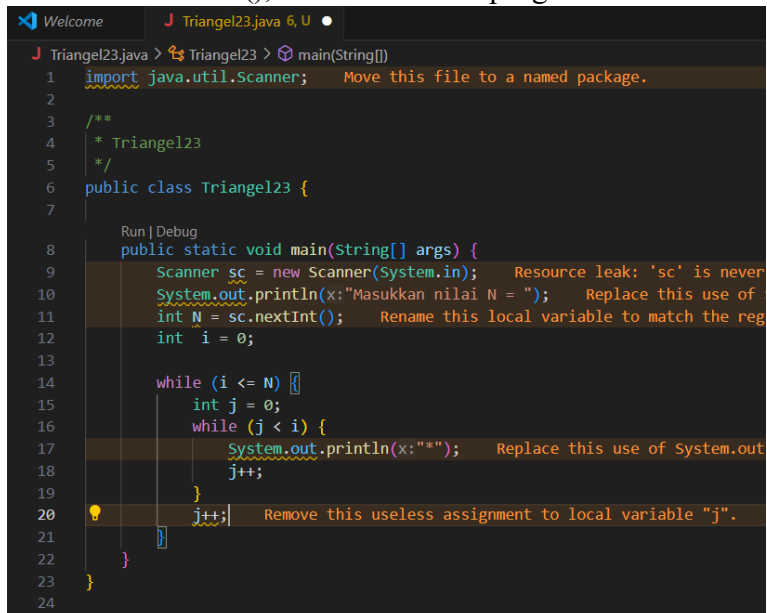 Welcome
J Triangel23.java 6, U ●
J Triangel23.java > Triangel23 > main(String[])
1 import java.util.Scanner; Move this file to a named package.
2
3 /**
4 * Triangel23
5 */
6 public class Triangel23 {
7
Run | Debug
8 public static void main(String[] args) {
9 Scanner sc = new Scanner(System.in); Resource leak: 'sc' is never
10 System.out.println(x:"Masukkan nilai N = "); Replace this use of
11 int N = sc.nextInt(); Rename this local variable to match the reg
12 int i = 0;
13
14 while (i <= N) {
15 int j = 0;
16 while (j < i) {
17 System.out.println(x:"*"); Replace this use of System.out
18 j++;
19 }
20 j++; Remove this useless assignment to local variable "j".
21 }
22 }
23 }
24